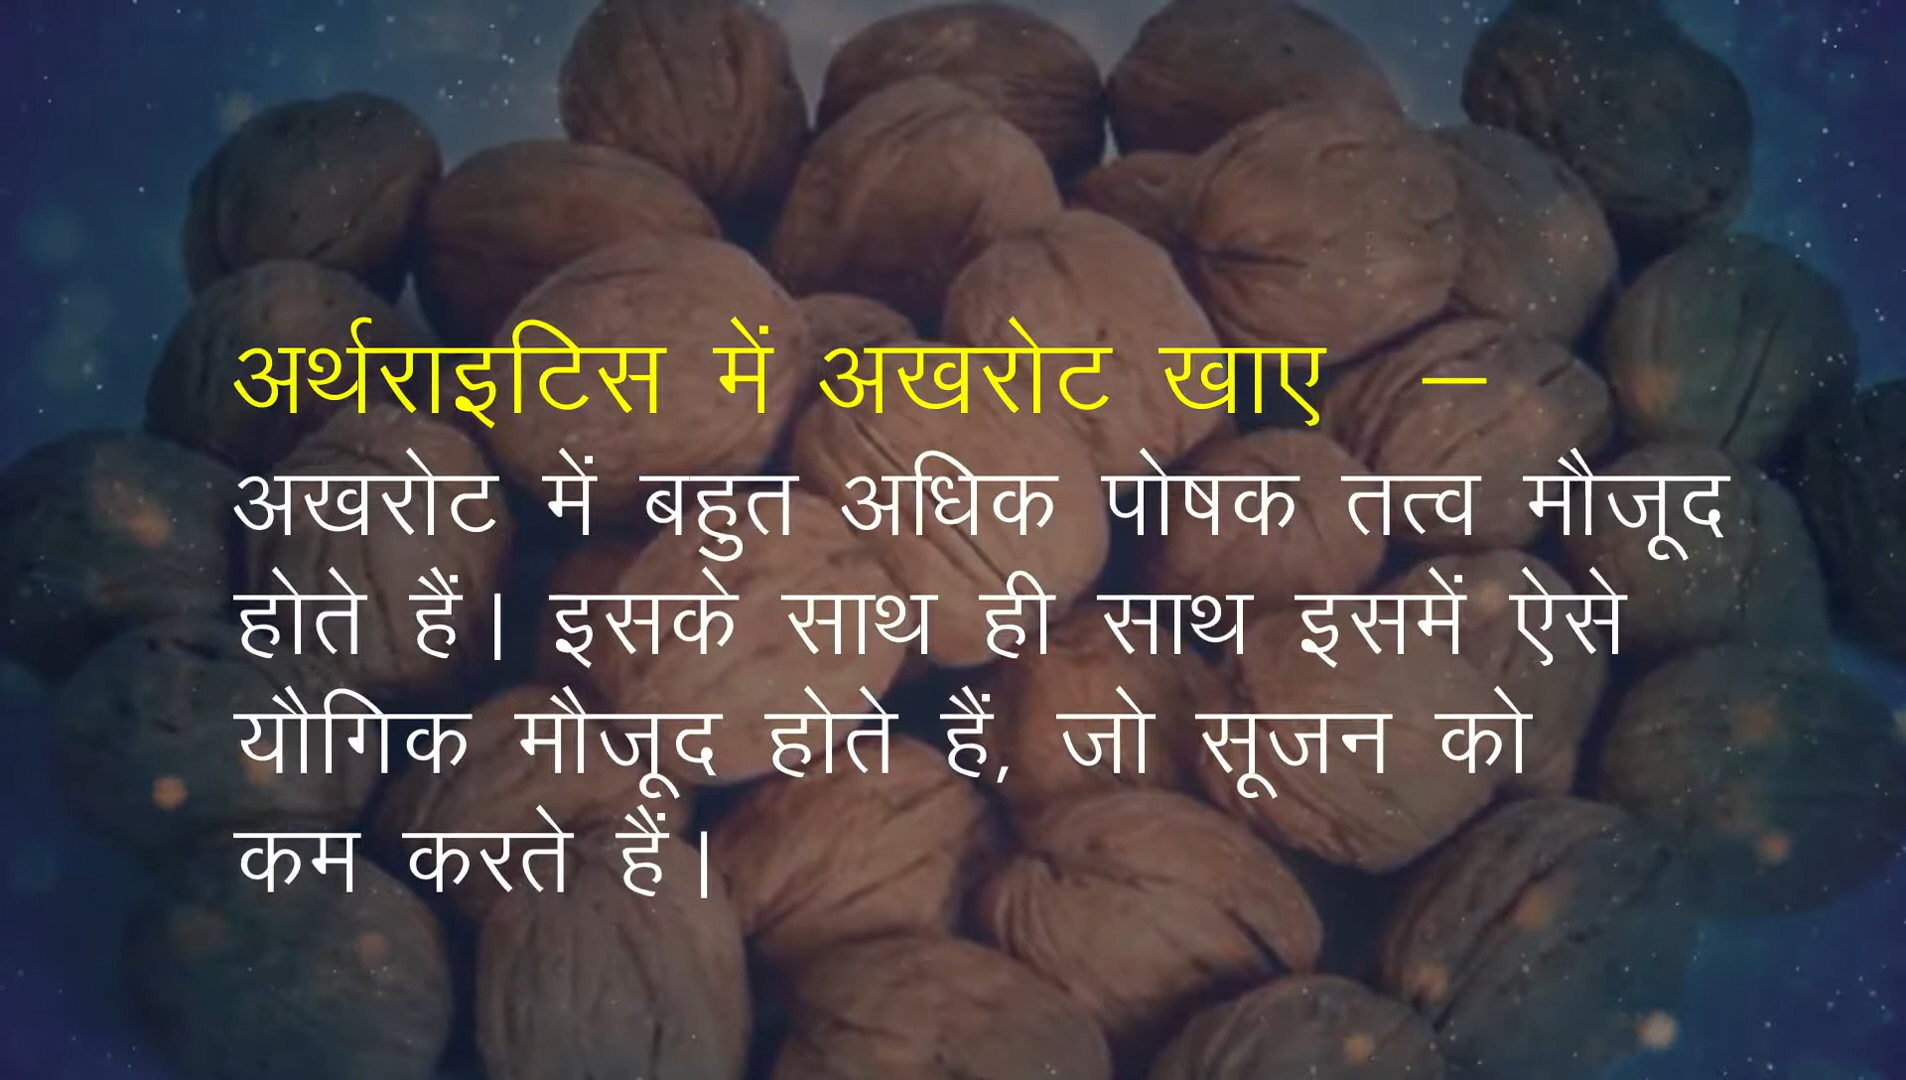 अर्थराइटिस में अखरोट खाए –
अखरोट में बहुत अधिक पोषक तत्व मौजूद
होते हैं। इसके साथ ही साथ इसमें ऐसे
यौगिक मौजूद होते हैं, जो सूजन को
कम करते हैं।